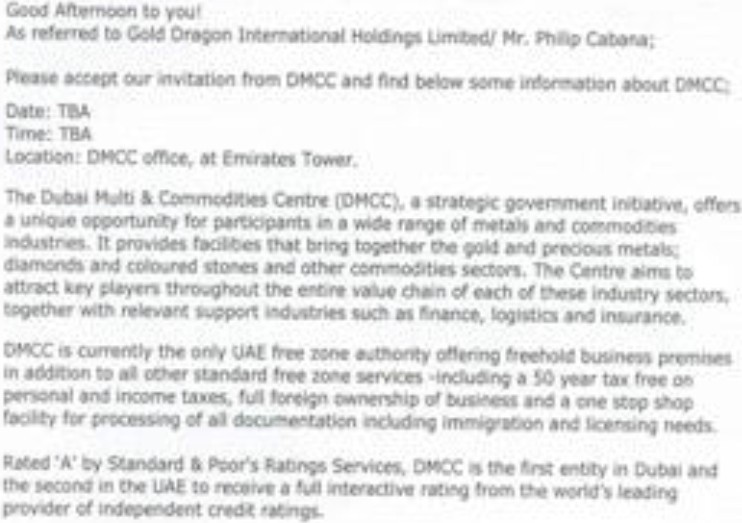 Good Afternoon to you!
As referred to Gold Dragon International Holdings Limited/ Mr. Philip Cabana;
Please accept our invitation from DMCC and find below some information about DMCC;
Date: TBA
Time: TBA
Location: DMCC office, at Emirates Tower.
The Dubai Multi & Commodities Centre (DMCC), a strategic government initiative, offers
a unique opportunity for participants in a wide range of metals and commodities
industries. It provides facilities that bring together the gold and precious metals;
diamonds and coloured stones and other commodities sectors. The Centre aims to
attract key players throughout the entire value chain of each of these industry sectors,
together with relevant support industries such as finance, logistics and insurance.
DMCC is currently the only UAE free zone authority offering freehold business premises
in addition to all other standard free zone services -including a 50 year tax free on
personal and income taxes, full foreign ownership of business and a one stop shop
facility for processing of all documentation including immigration and licensing needs.
Rated 'A' by Standard & Poor's Ratings Services, DMCC is the first entity in Dubai and
the second in the UAE to receive a full interactive rating from the world's leading
provider of independent credit ratings.